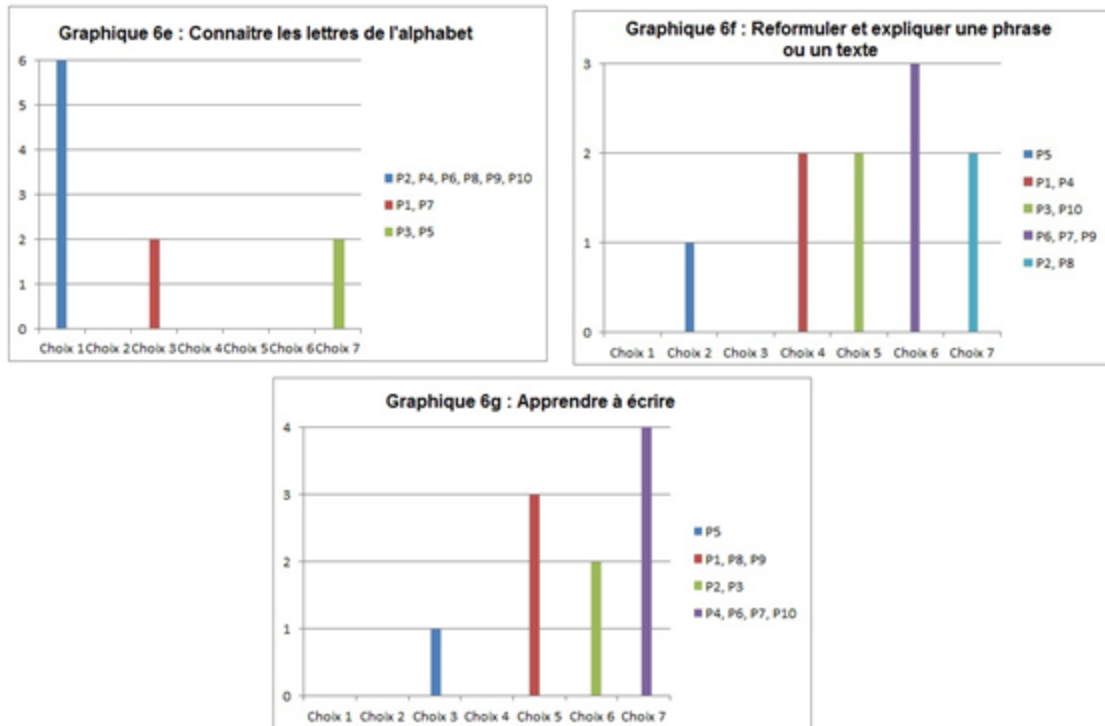 Graphique 6e : Connaitre les lettres de l'alphabet
6
5
4
3
2
1
0
Choix 1 Choix 2 Choix 3 Choix 4 Choix 5 Choix 6 Choix 7
P2, P4, P6, P8, P9, P10
P1, P7
P3, P5
Graphique 6f : Reformuler et expliquer une phrase
ou un texte
3
2
1
0
Choix 1 Choix 2 Choix 3 Choix 4 Choix 5 Choix 6 Choix 7
P5
P1, P4
P3, P10
P6, P7, P9
P2, P8
Graphique 6g : Apprendre à écrire
4
3
2
1
0
Choix 1 Choix 2 Choix 3 Choix 4 Choix 5 Choix 6 Choix 7
P5
P1, P8, P9
P2, P3
P4, P6, P7, P10